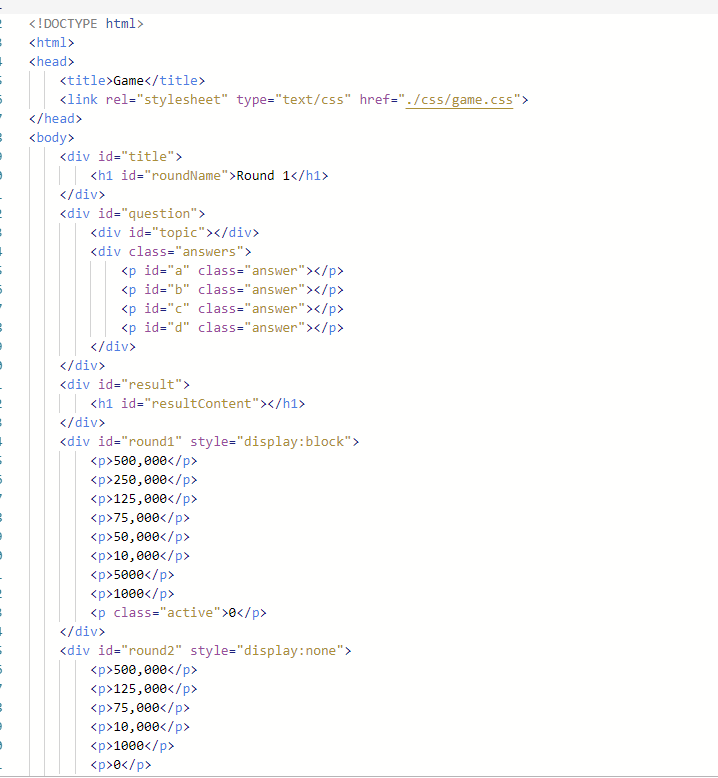 <!DOCTYPE html>
<html>
<head>
<title>Game</title>
<link rel="stylesheet" type="text/css" href="./css/game.css">
</head>
<body>
<div id="title">
<h1 id="roundName">Round 1</h1>
</div>
<div id="question">
<div id="topic"></div>
<div class="answers">
<p id="a" class="answer"></p>
<p id="b" class="answer"></p>
<p id="c" class="answer"></p>
<p id="d" class="answer"></p>
</div>
</div>
<div id="result">
<h1 id="resultContent"></h1>
</div>
<div id="round1" style="display:block">
<p>500,000</p>
<p>250,000</p>
<p>125,000</p>
<p>75,000</p>
<p>50,000</p>
<p>10,000</p>
<p>5000</p>
<p>1000</p>
<p class="active">0</p>
</div>
<div id="round2" style="display:none">
<p>500,000</p>
<p>125,000</p>
<p>75,000</p>
<p>10,000</p>
<p>1000</p>
<p>0</p>